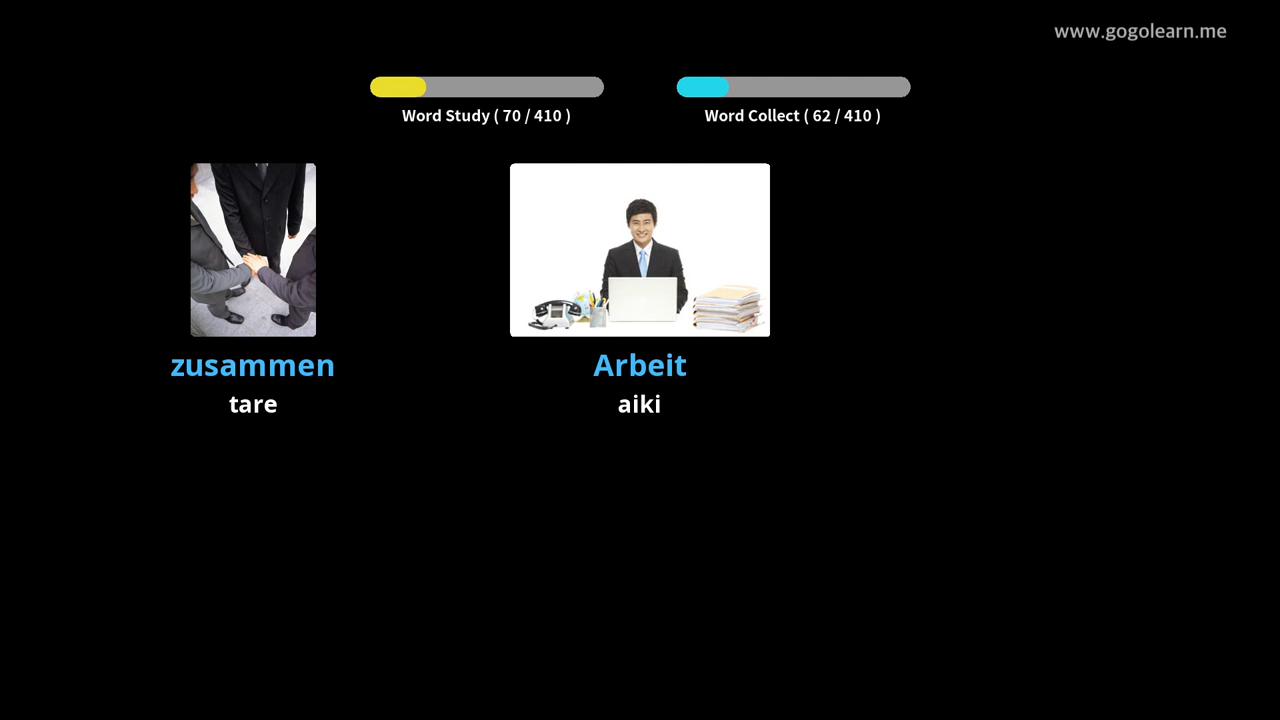 www.gogolearn.me
Word Study ( 70 / 410 )
Word Collect ( 62 / 410 )
zusammen
tare
Arbeit
aiki